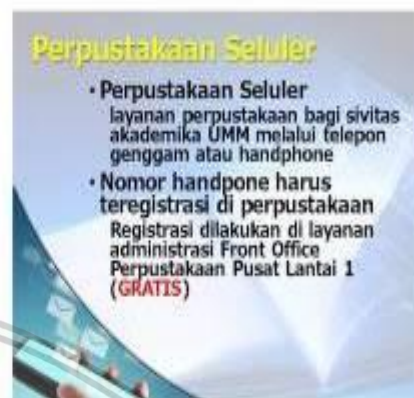 Perpustakaan Seluler
• Perpustakaan Seluler
layanan perpustakaan bagi sivitas
akademika UMM melalui telepon
genggam atau handphone
• Nomor handpone harus
teregistrasi di perpustakaan
Registrasi dilakukan di layanan
administrasi Front Office
Perpustakaan Pusat Lantai 1
(GRATIS)